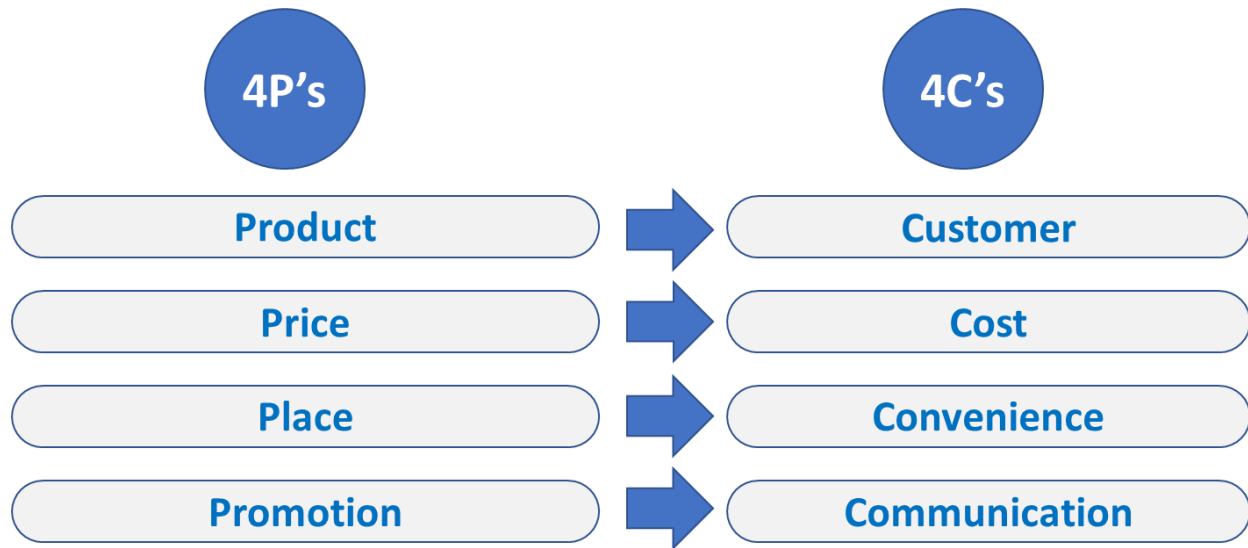 4P's
4C's
Product
Customer
Price
Cost
Place
Convenience
Promotion
Communication